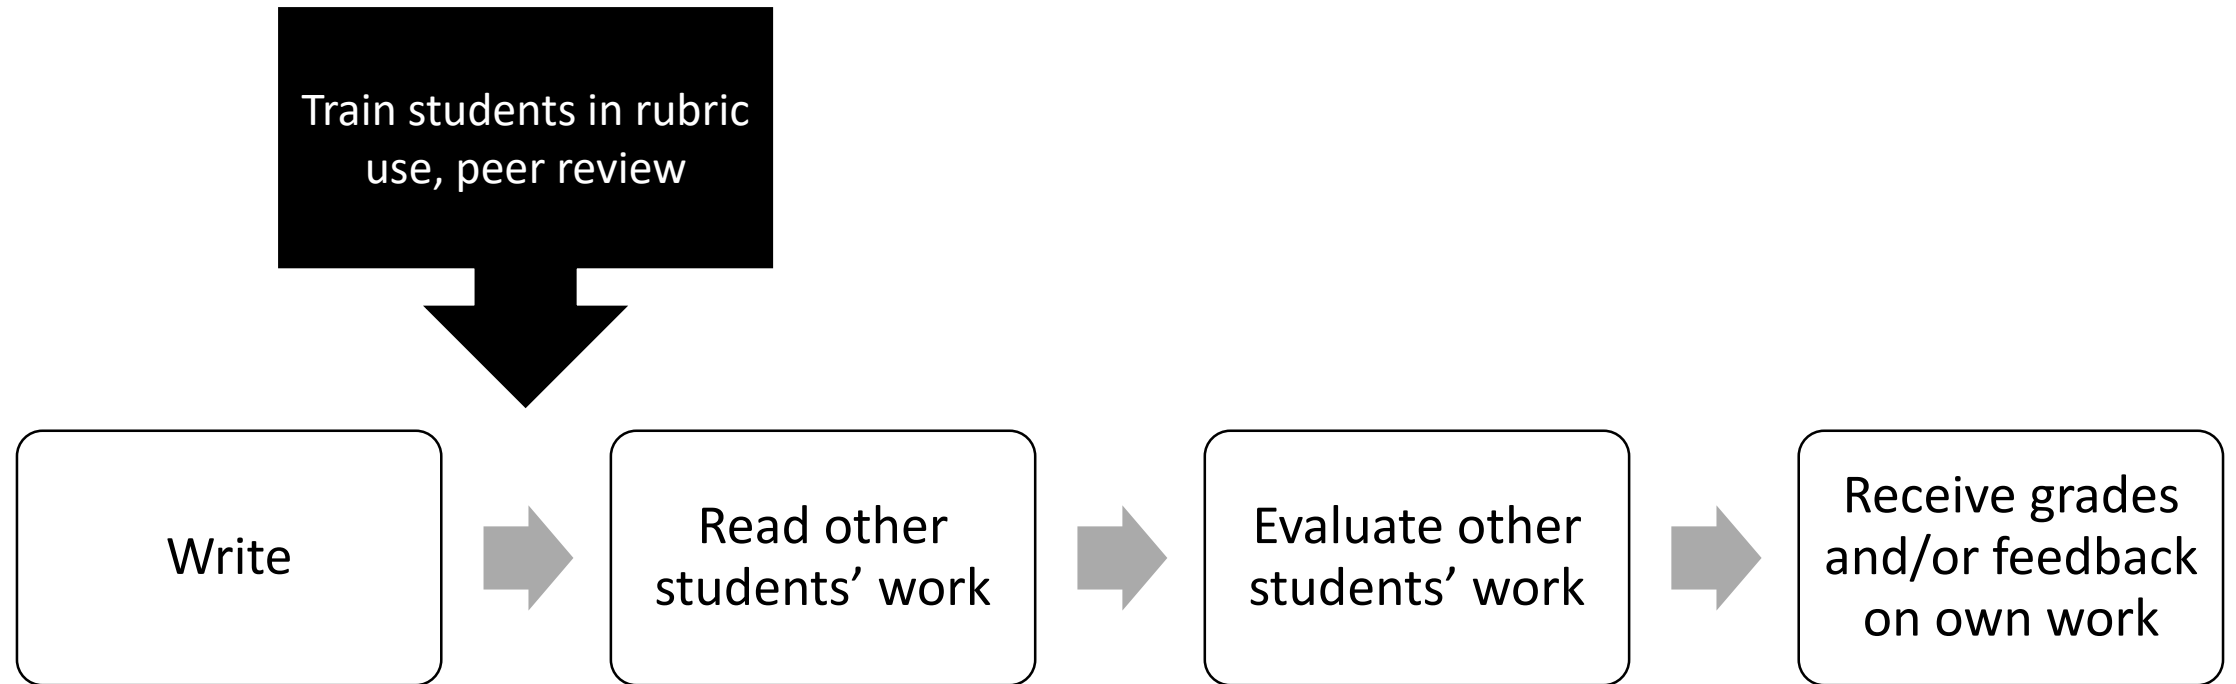 Train students in rubric
use, peer review
Write
Read other
students’ work
Evaluate other
students’ work
Receive grades
and/or feedback
on own work